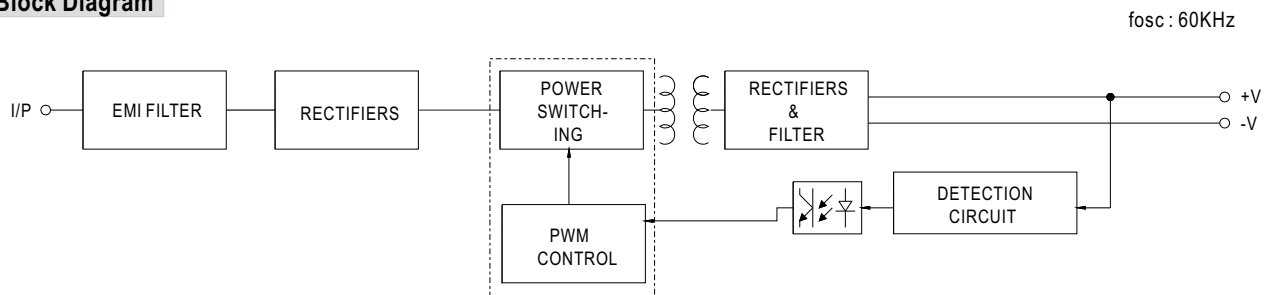 Block Diagram
fosc : 60KHz
I/P
EMI FILTER
RECTIFIERS
POWER
SWITCH-
ING
RECTIFIERS
&
FILTER
+V
-V
DETECTION
CIRCUIT
PWM
CONTROL